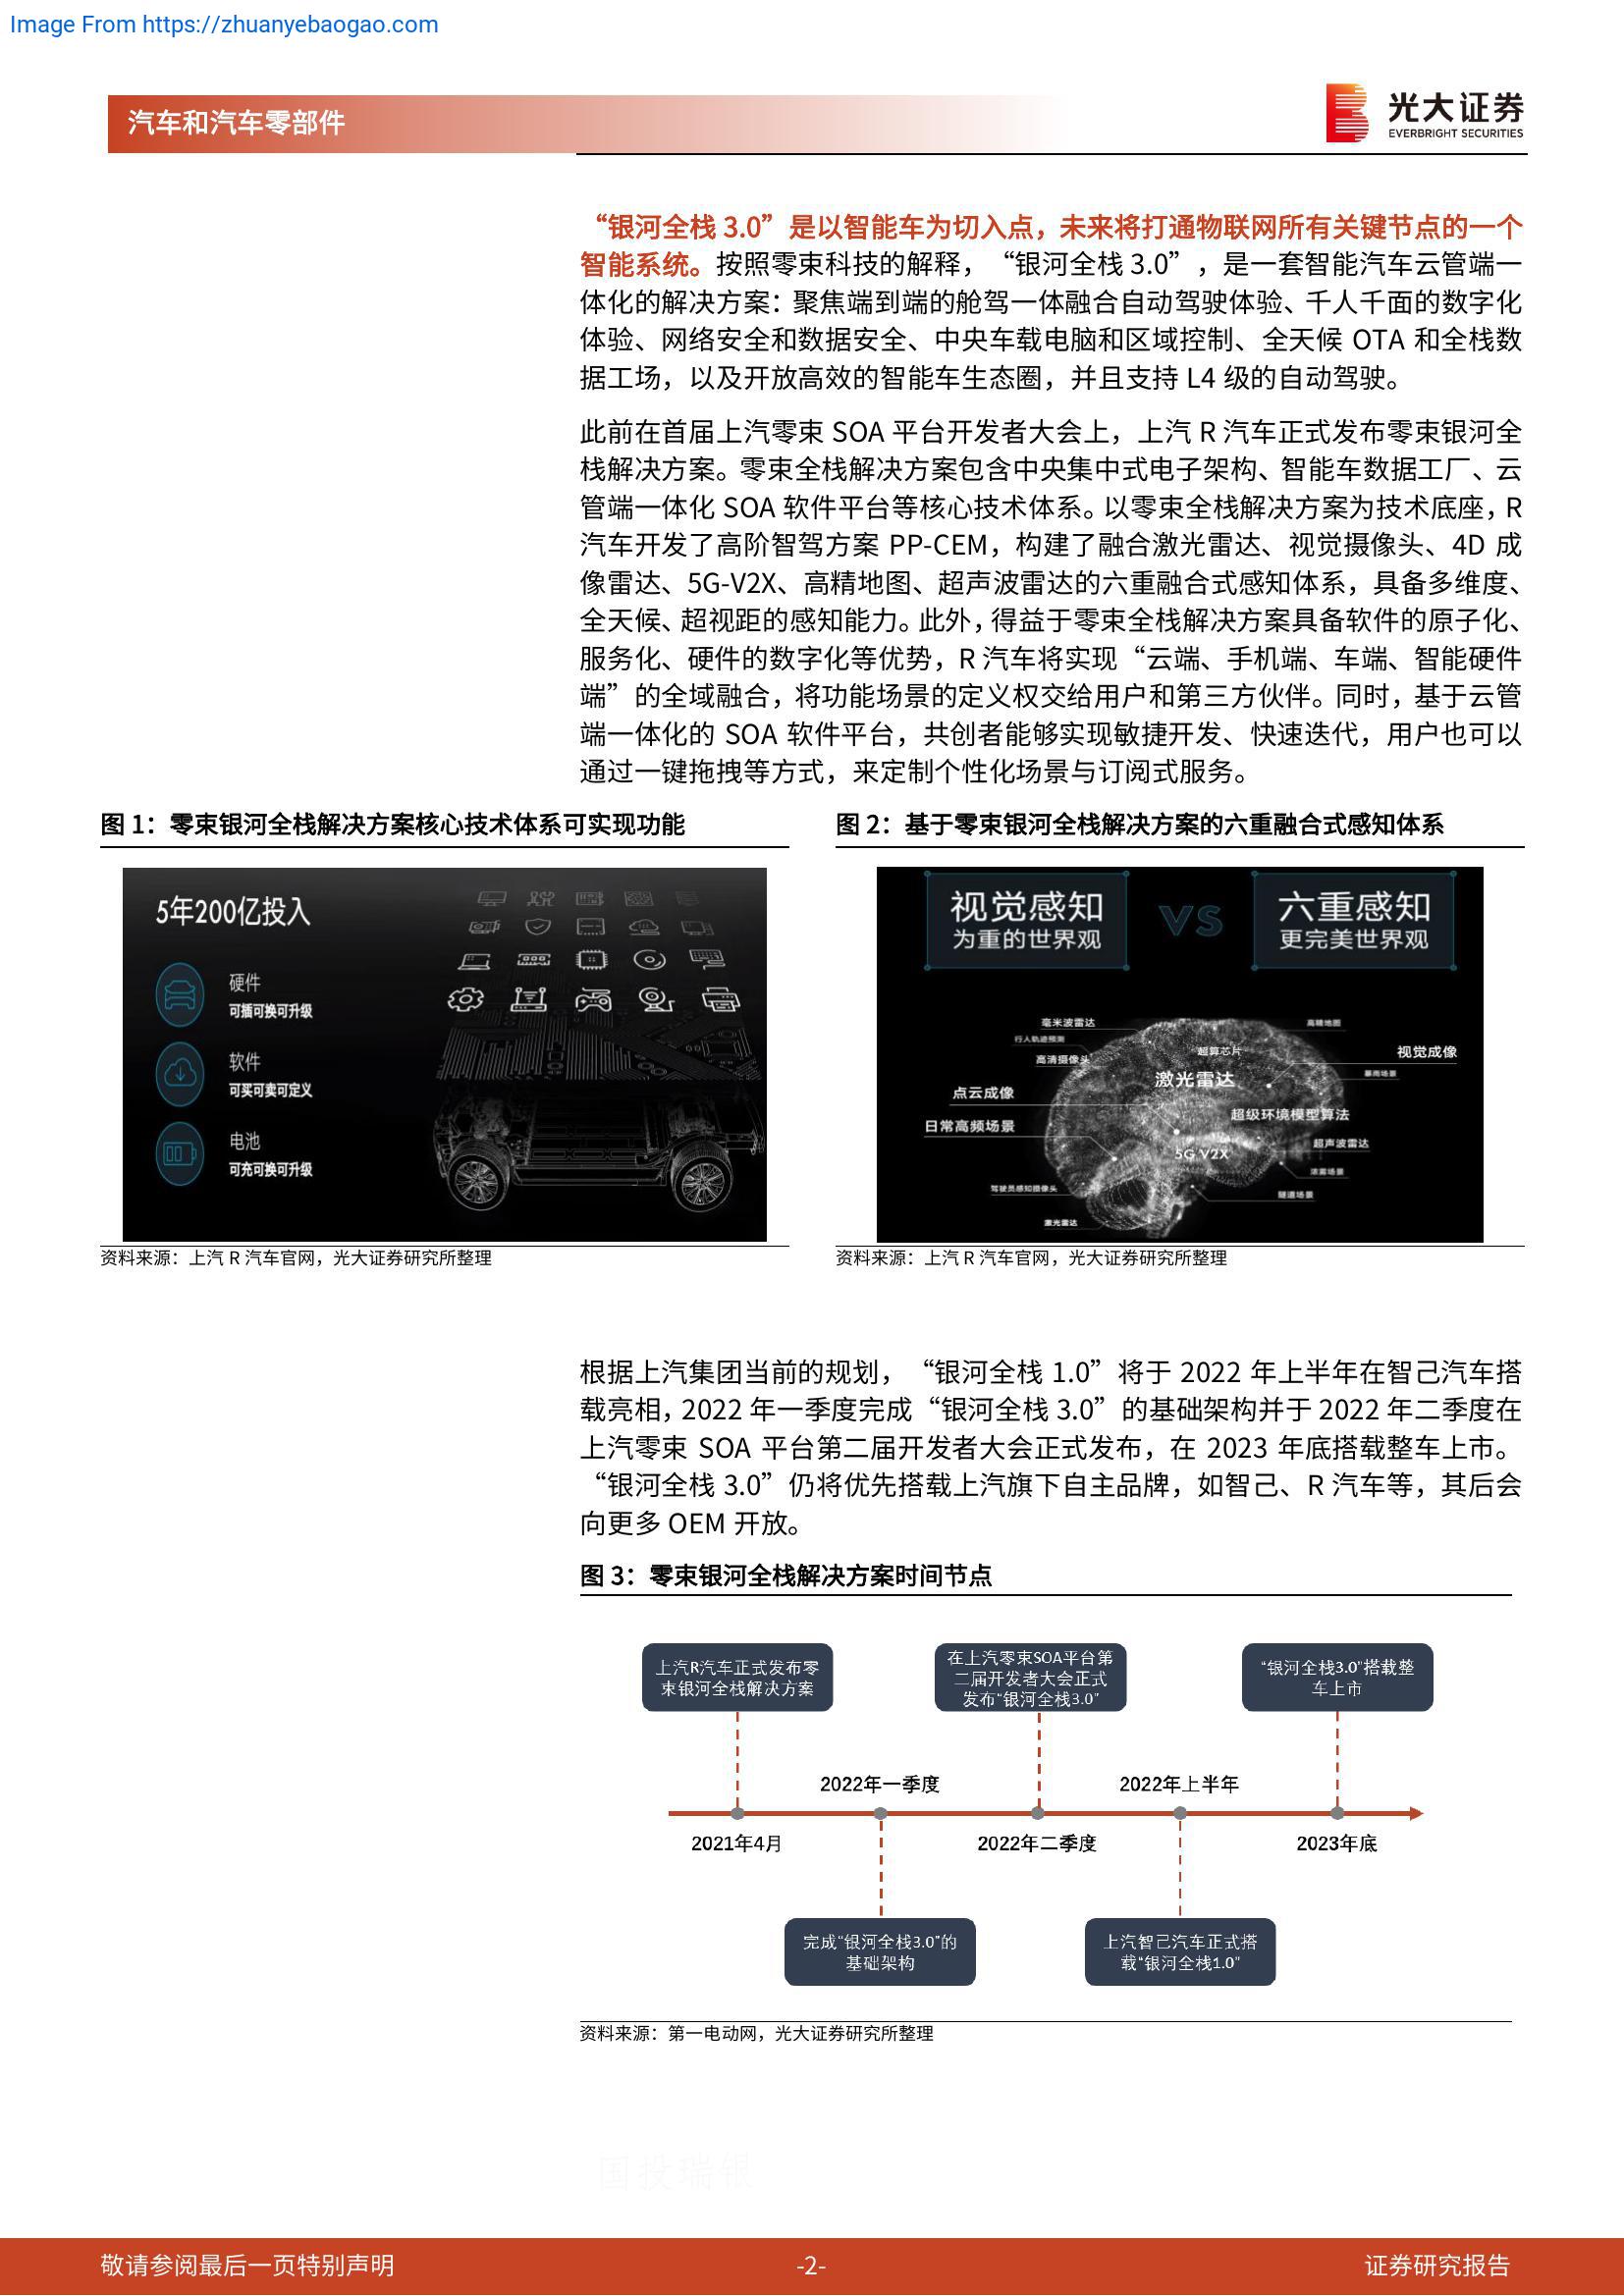 Image From https://zhuanyebaogao.com
汽车和汽车零部件
光大证券
EVERBRIGHT SECURITIES
“银河全栈 3.0”是以智能车为切入点，未来将打通物联网所有关键节点的一个
智能系统。按照零束科技的解释，“银河全栈 3.0”，是一套智能汽车云管端一
体化的解决方案：聚焦端到端的舱驾一体融合自动驾驶体验、千人千面的数字化
体验、网络安全和数据安全、中央车载电脑和区域控制、全天候 OTA 和全栈数
据工场，以及开放高效的智能车生态圈，并且支持 L4 级的自动驾驶。
此前在首届上汽零束 SOA 平台开发者大会上，上汽 R 汽车正式发布零束银河全
栈解决方案。零束全栈解决方案包含中央集中式电子架构、智能车数据工厂、云
管端一体化 SOA 软件平台等核心技术体系。以零束全栈解决方案为技术底座，R
汽车开发了高阶智驾方案 PP-CEM，构建了融合激光雷达、视觉摄像头、4D 成
像雷达、5G-V2X、高精地图、超声波雷达的六重融合式感知体系，具备多维度、
全天候、超视距的感知能力。此外，得益于零束全栈解决方案具备软件的原子化、
服务化、硬件的数字化等优势，R 汽车将实现“云端、手机端、车端、智能硬件
端”的全域融合，将功能场景的定义权交给用户和第三方伙伴。同时，基于云管
端一体化的 SOA 软件平台，共创者能够实现敏捷开发、快速迭代，用户也可以
通过一键拖拽等方式，来定制个性化场景与订阅式服务。
图 1：零束银河全栈解决方案核心技术体系可实现功能
5年200亿投入
硬件
可插可换可升级
软件
可买可卖可定义
电池
可充可换可升级
资料来源：上汽 R 汽车官网，光大证券研究所整理
图 2：基于零束银河全栈解决方案的六重融合式感知体系
视觉感知
为重的世界观
VS
六重感知
更完美世界观
毫米波雷达
高精地图
行人轨迹预测
高清摄像头
超算芯片
视觉成像
激光雷达
暴雨场景
点云成像
超级环境模型算法
日常高频场景
超声波雷达
5G V2X
浓雾场景
驾驶员感知摄像头
隧道场景
激光雷达
资料来源：上汽 R 汽车官网，光大证券研究所整理
根据上汽集团当前的规划，“银河全栈 1.0”将于 2022 年上半年在智己汽车搭
载亮相，2022 年一季度完成“银河全栈 3.0”的基础架构并于 2022 年二季度在
上汽零束 SOA 平台第二届开发者大会正式发布，在 2023 年底搭载整车上市。
“银河全栈 3.0”仍将优先搭载上汽旗下自主品牌，如智己、R 汽车等，其后会
向更多 OEM 开放。
图 3：零束银河全栈解决方案时间节点
上汽R汽车正式发布零
束银河全栈解决方案
在上汽零束SOA平台第
二届开发者大会正式
发布“银河全栈3.0”
“银河全栈3.0”搭载整
车上市
2022年一季度
2022年上半年
2021年4月
2022年二季度
2023年底
完成“银河全栈3.0”的
基础架构
上汽智己汽车正式搭
载“银河全栈1.0”
资料来源：第一电动网，光大证券研究所整理
国投瑞银
敬请参阅最后一页特别声明
-2-
证券研究报告